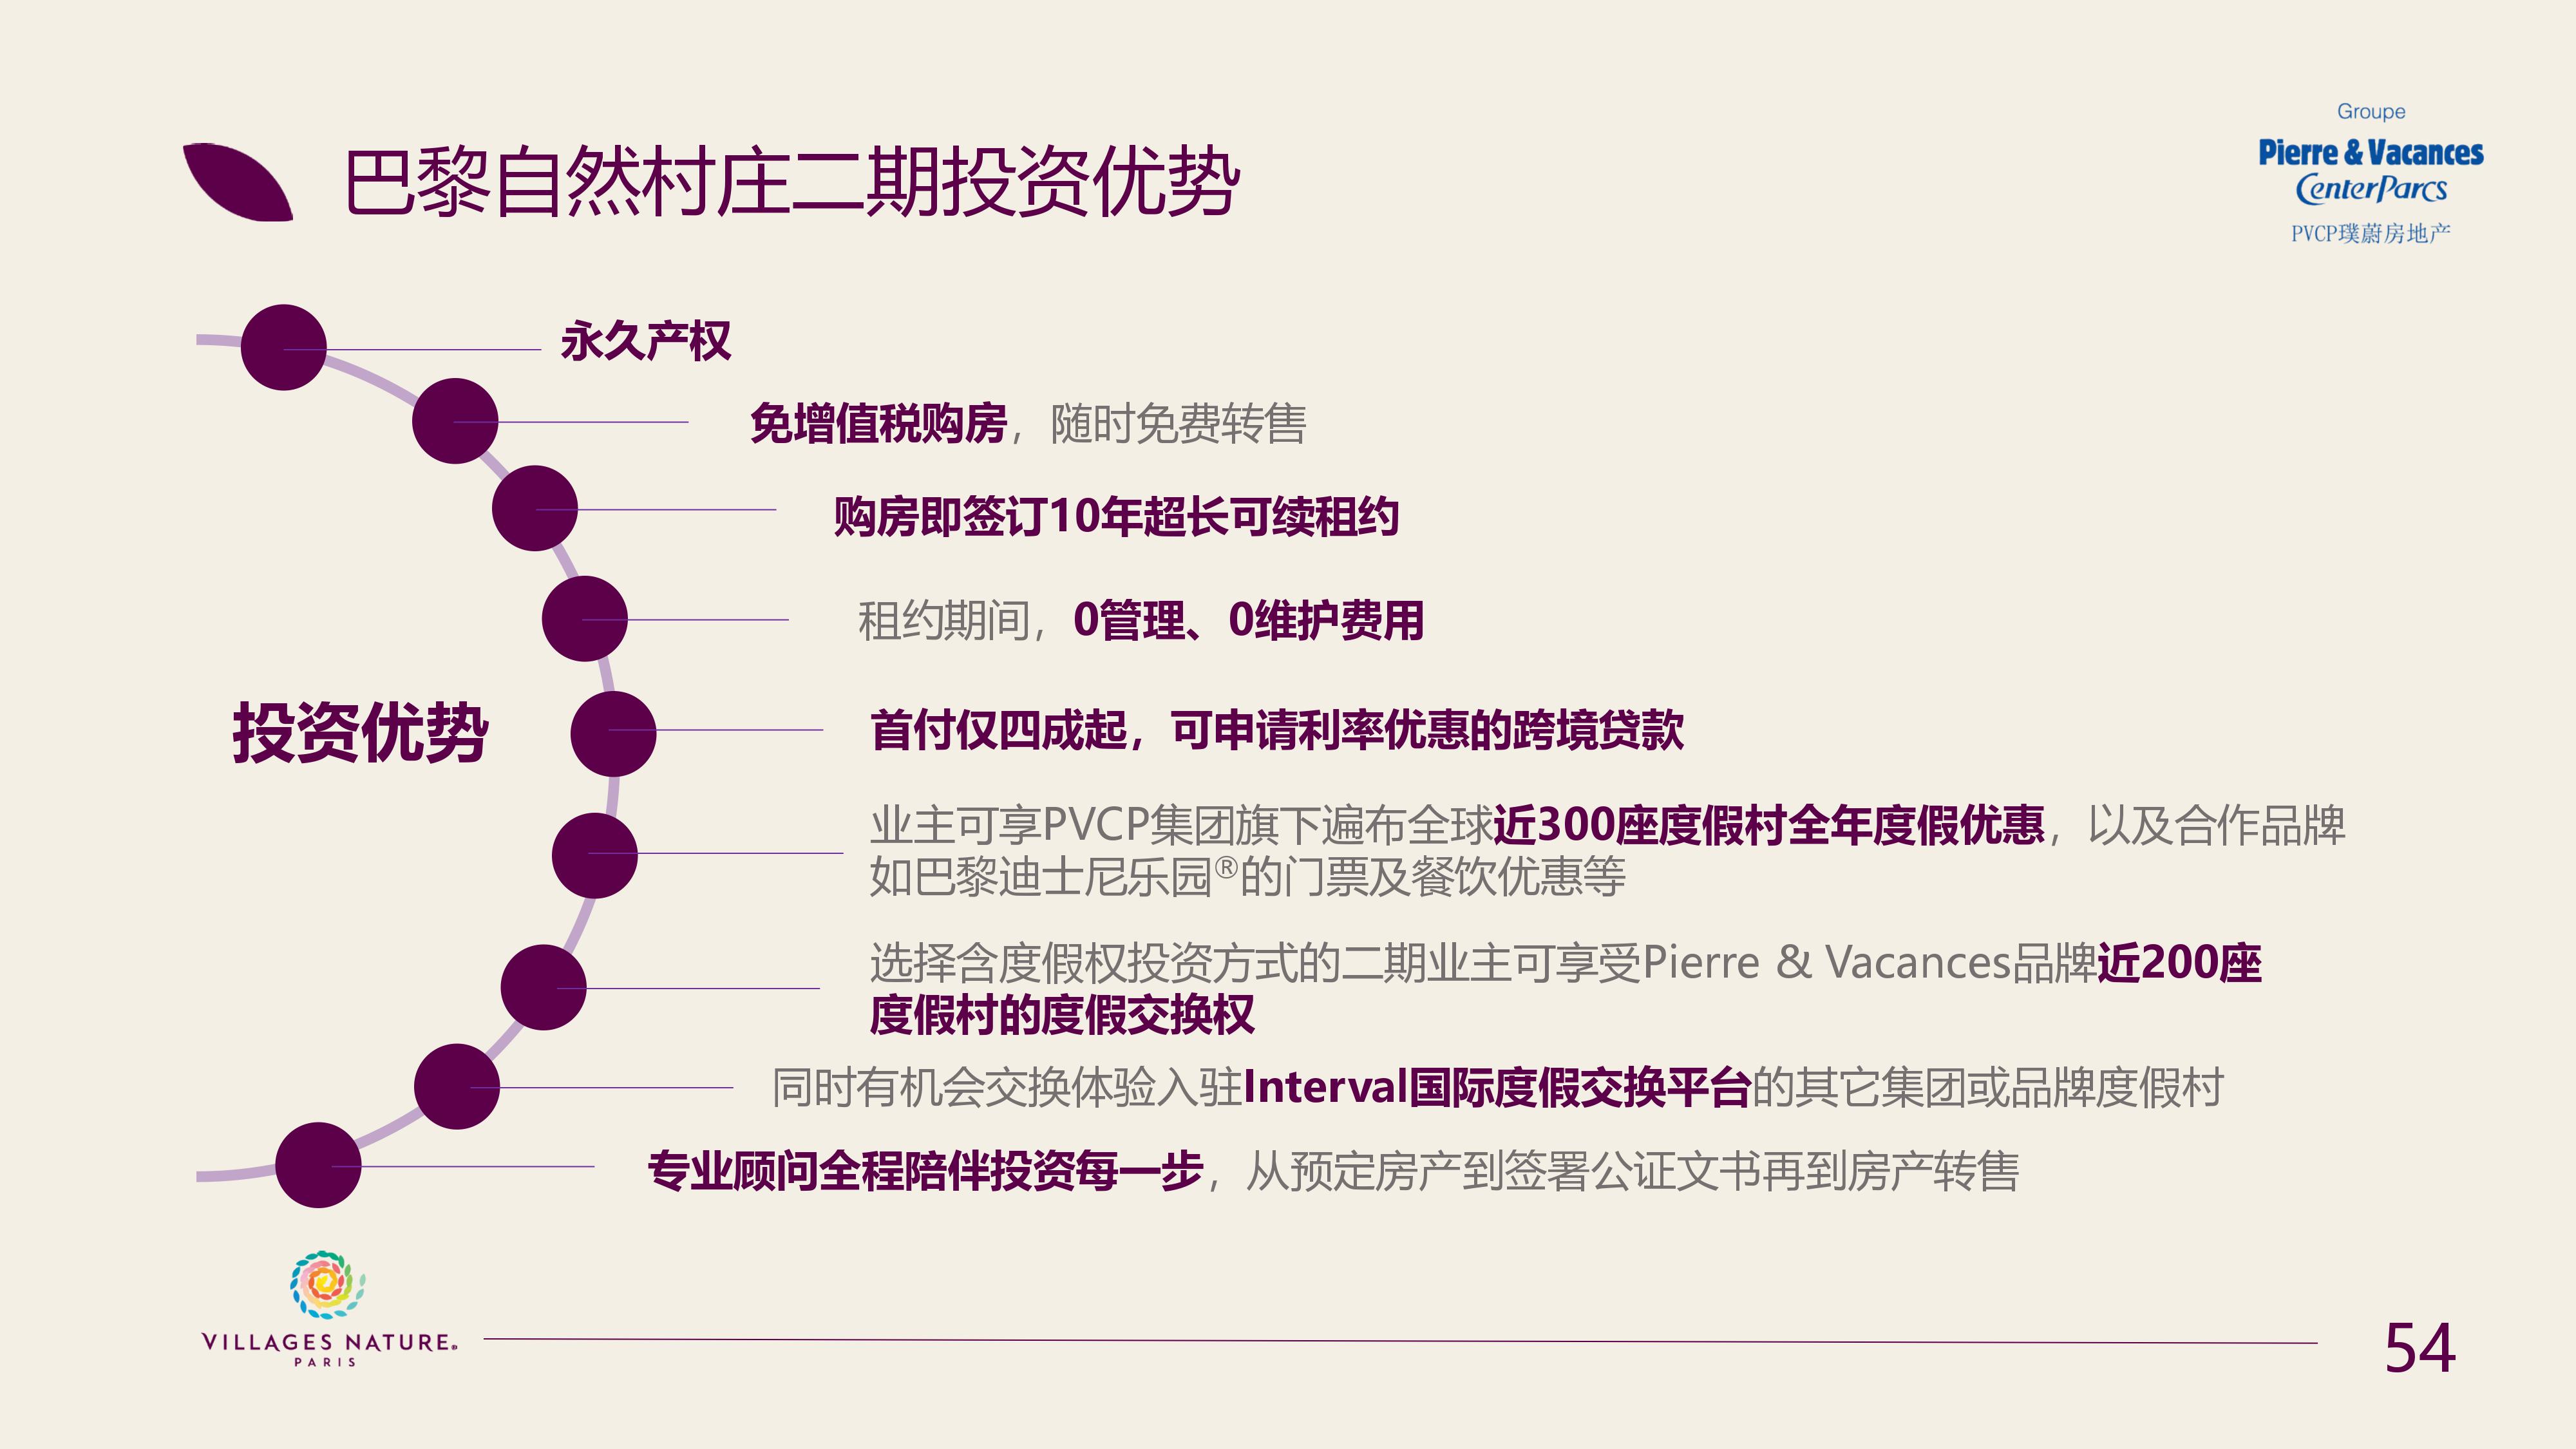 巴黎自然村庄二期投资优势
Groupe
Pierre & Vacances
CenterParcs
PVCP璞蔚房地产
永久产权
免增值税购房，随时免费转售
购房即签订10年超长可续租约
租约期间，0管理、0维护费用
投资优势
首付仅四成起，可申请利率优惠的跨境贷款
业主可享PVCP集团旗下遍布全球近300座度假村全年度假优惠，以及合作品牌
如巴黎迪士尼乐园®的门票及餐饮优惠等
选择含度假权投资方式的二期业主可享受Pierre & Vacances品牌近200座
度假村的度假交换权
同时有机会交换体验入驻Interval国际度假交换平台的其它集团或品牌度假村
专业顾问全程陪伴投资每一步，从预定房产到签署公证文书再到房产转售
VILLAGES NATURE®
PARIS
54